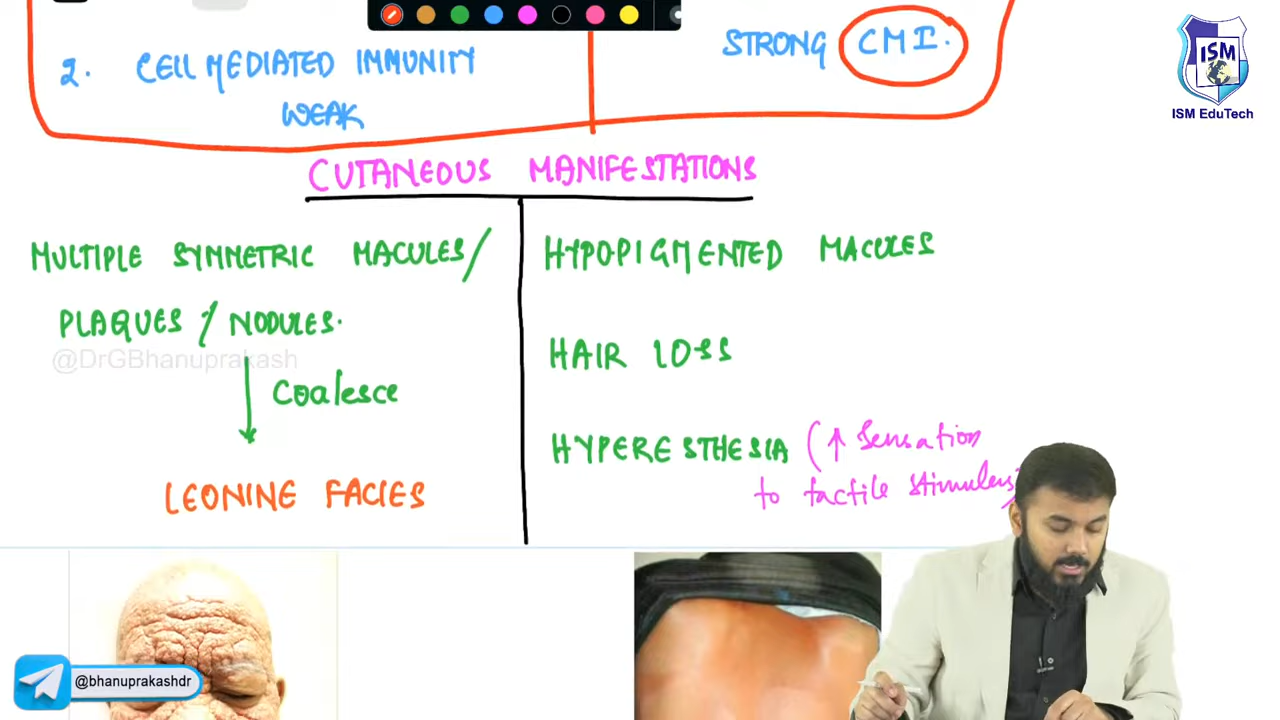 2. CELL MEDIATED IMMUNITY
WEAK
STRONG CMI.
ISM
ISM EduTech
CUTANEOUS MANIFESTATIONS
MULTIPLE SYMMETRIC MACULES/
PLAQUES / NODULES.
@DrGBhanuprakash
Coalesce
LEONINE FACIES
HYPOPIGMENTED MACULES
HAIR LOSS
HYPERESTHESIA (↑ Sensation
to tactile stimulus)
@bhanuprakashdr